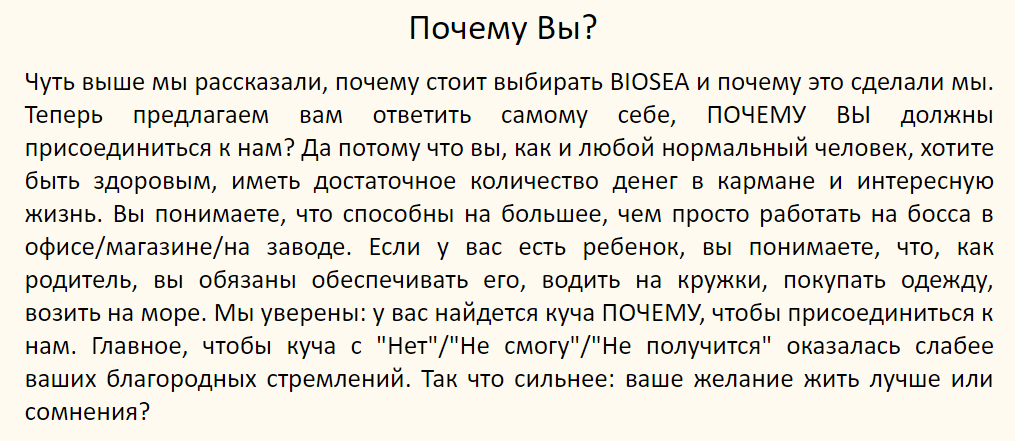 Почему Вы?
Чуть выше мы рассказали, почему стоит выбирать BIOSEA и почему это сделали мы.
Теперь предлагаем вам ответить самому себе, ПОЧЕМУ ВЫ должны
присоединиться к нам? Да потому что вы, как и любой нормальный человек, хотите
быть здоровым, иметь достаточное количество денег в кармане и интересную
жизнь. Вы понимаете, что способны на большее, чем просто работать на босса в
офисе/магазине/на заводе. Если у вас есть ребенок, вы понимаете, что, как
родитель, вы обязаны обеспечивать его, водить на кружки, покупать одежду,
возить на море. Мы уверены: у вас найдется куча ПОЧЕМУ, чтобы присоединиться к
нам. Главное, чтобы куча с "Нет"/"Не смогу"/"Не получится" оказалась слабее
ваших благородных стремлений. Так что сильнее: ваше желание жить лучше или
сомнения?